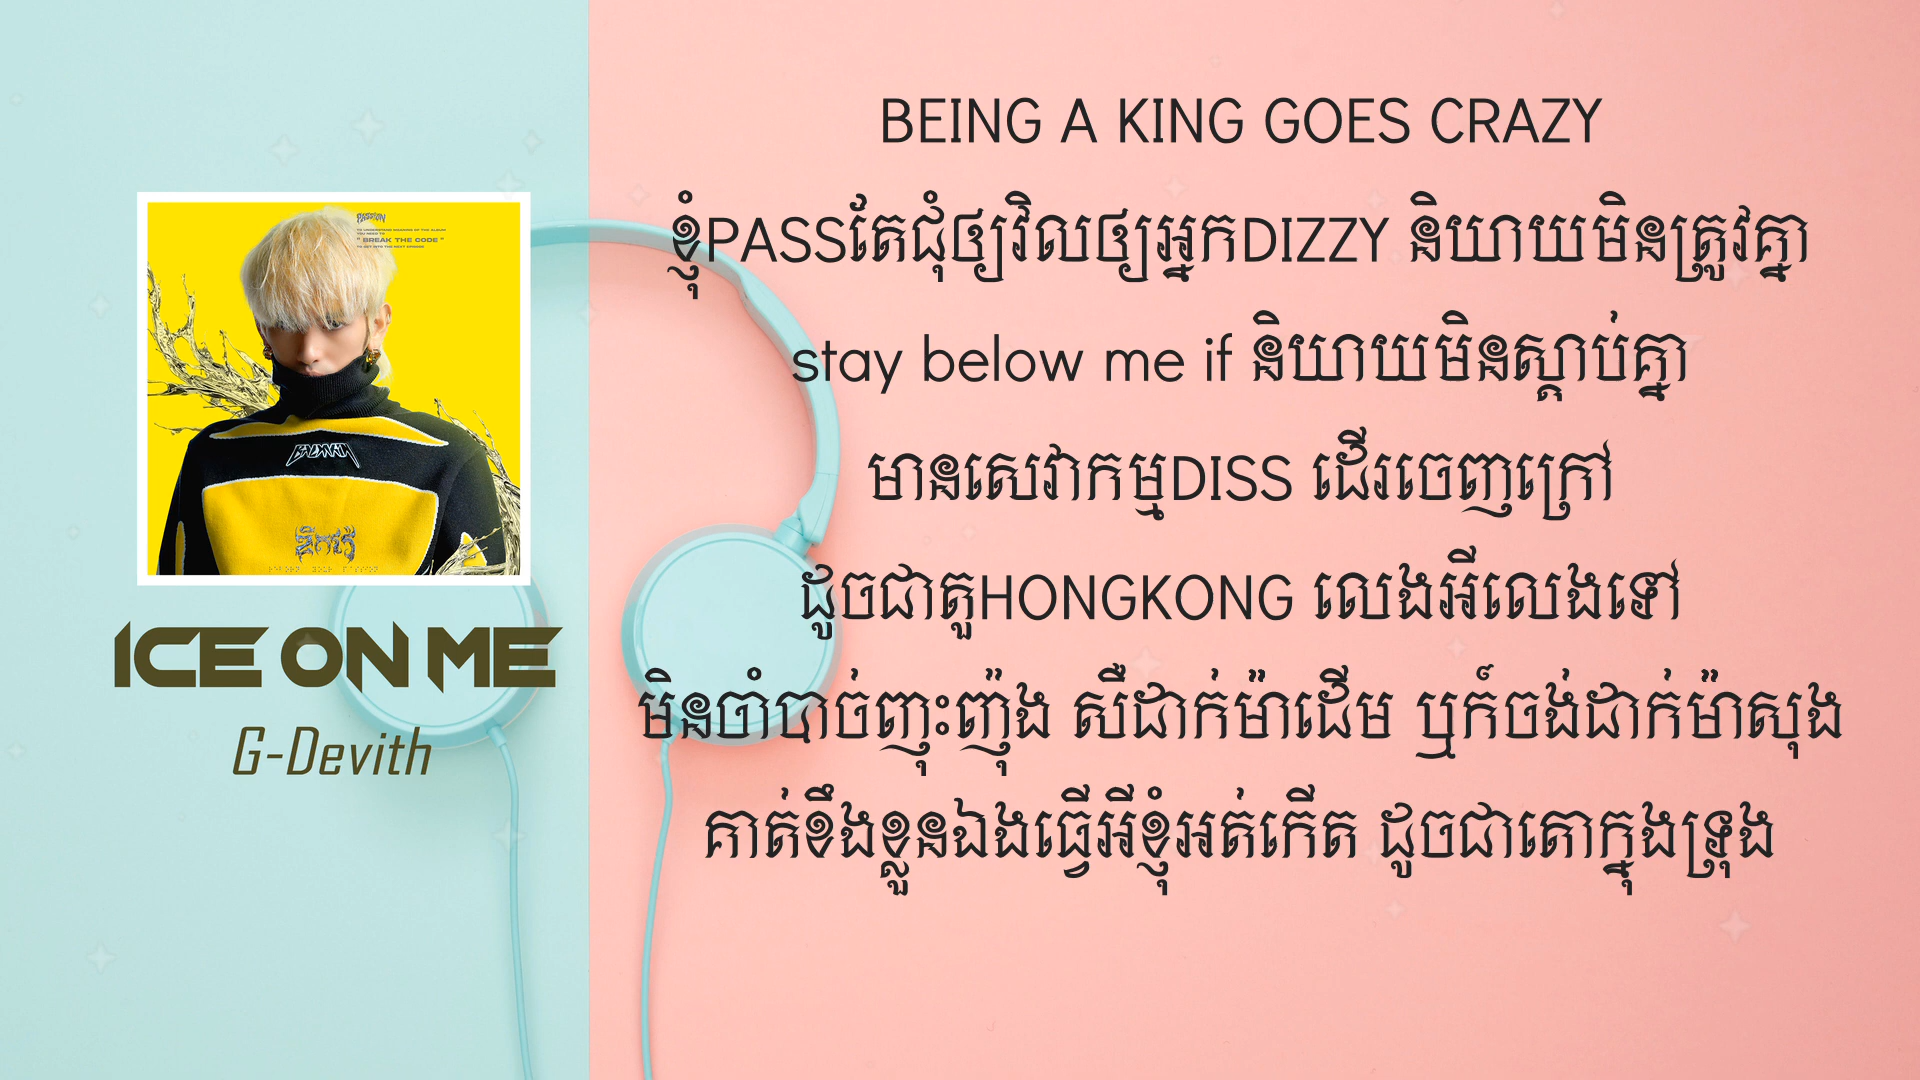 PASSION
" BREAK THE CODE "
ICE ON ME
G-Devith
BEING A KING GOES CRAZY
ខ្ញុំPASSតែជុំឲ្យវិលឲ្យអ្នកDIZZY និយាយមិនត្រូវគ្នា
stay below me if និយាយមិនស្តាប់គ្នា
មានសេវាកម្មDISS ដើរចេញក្រៅ
ដូចជាតួHONGKONG លេងអីលេងទៅ
មិនចាំបាច់ញុះញ៉ុង សឺដាក់ម៉ាដើម ឬក៏ចង់ដាក់ម៉ាសុង
គាត់ខឹងខ្លួនឯងធ្វើអីខ្ញុំអត់កើត ដូចជាតោក្នុងទ្រុង